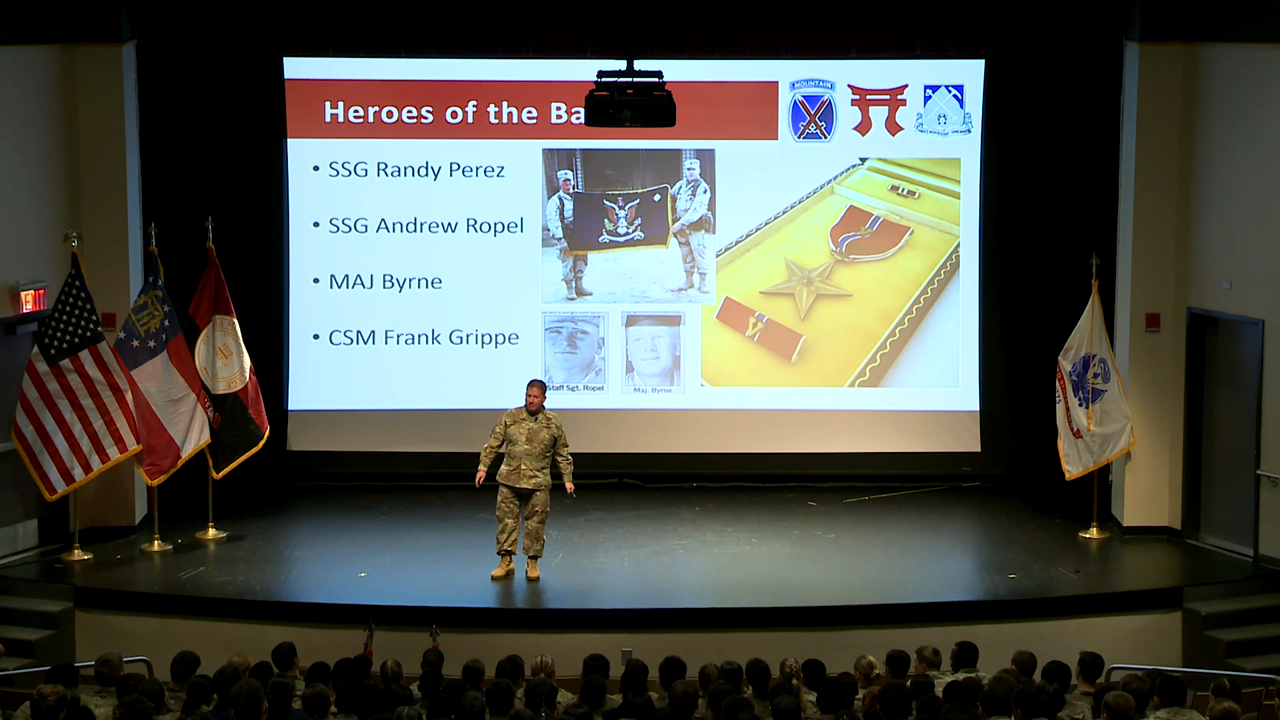 Heroes of the Ba
MOUNTAIN
• SSG Randy Perez
• SSG Andrew Ropel
• MAJ Byrne
• CSM Frank Grippe
Staff Sgt. Ropel
Maj. Byrne